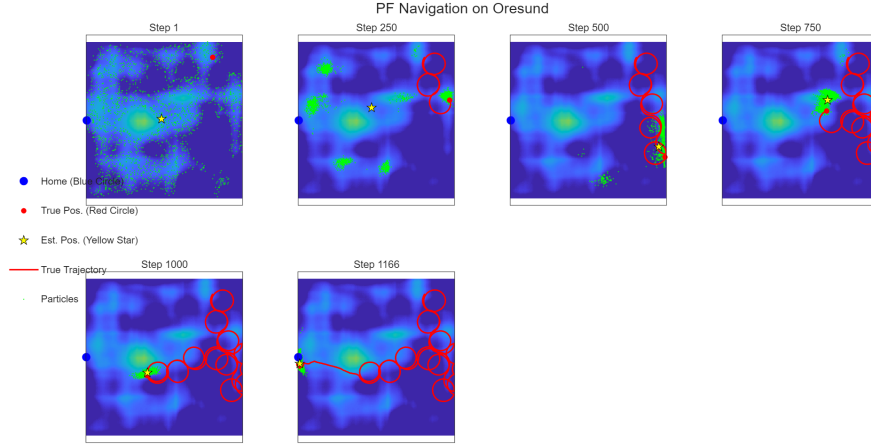 PF Navigation on Oresund
Step 1
Step 250
Step 500
Step 750
Home (Blue Circle)
True Pos. (Red Circle)
Est. Pos. (Yellow Star)
True Trajectory
Particles
Step 1000
Step 1166